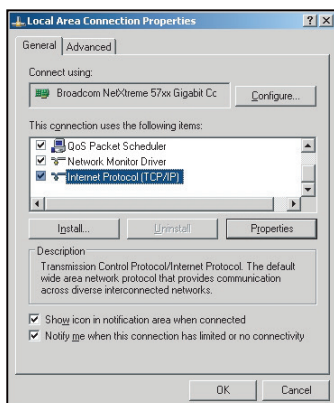 Local Area Connection Properties
General Advanced
Connect using:
Broadcom NetXtreme 57xx Gigabit Cc
Configure...
This connection uses the following items:
QoS Packet Scheduler
Network Monitor Driver
Internet Protocol (TCP/IP)
Install... Uninstall Properties
Description
Transmission Control Protocol/Internet Protocol. The default
wide area network protocol that provides communication
across diverse interconnected networks.
Show icon in notification area when connected
Notify me when this connection has limited or no connectivity
OK Cancel